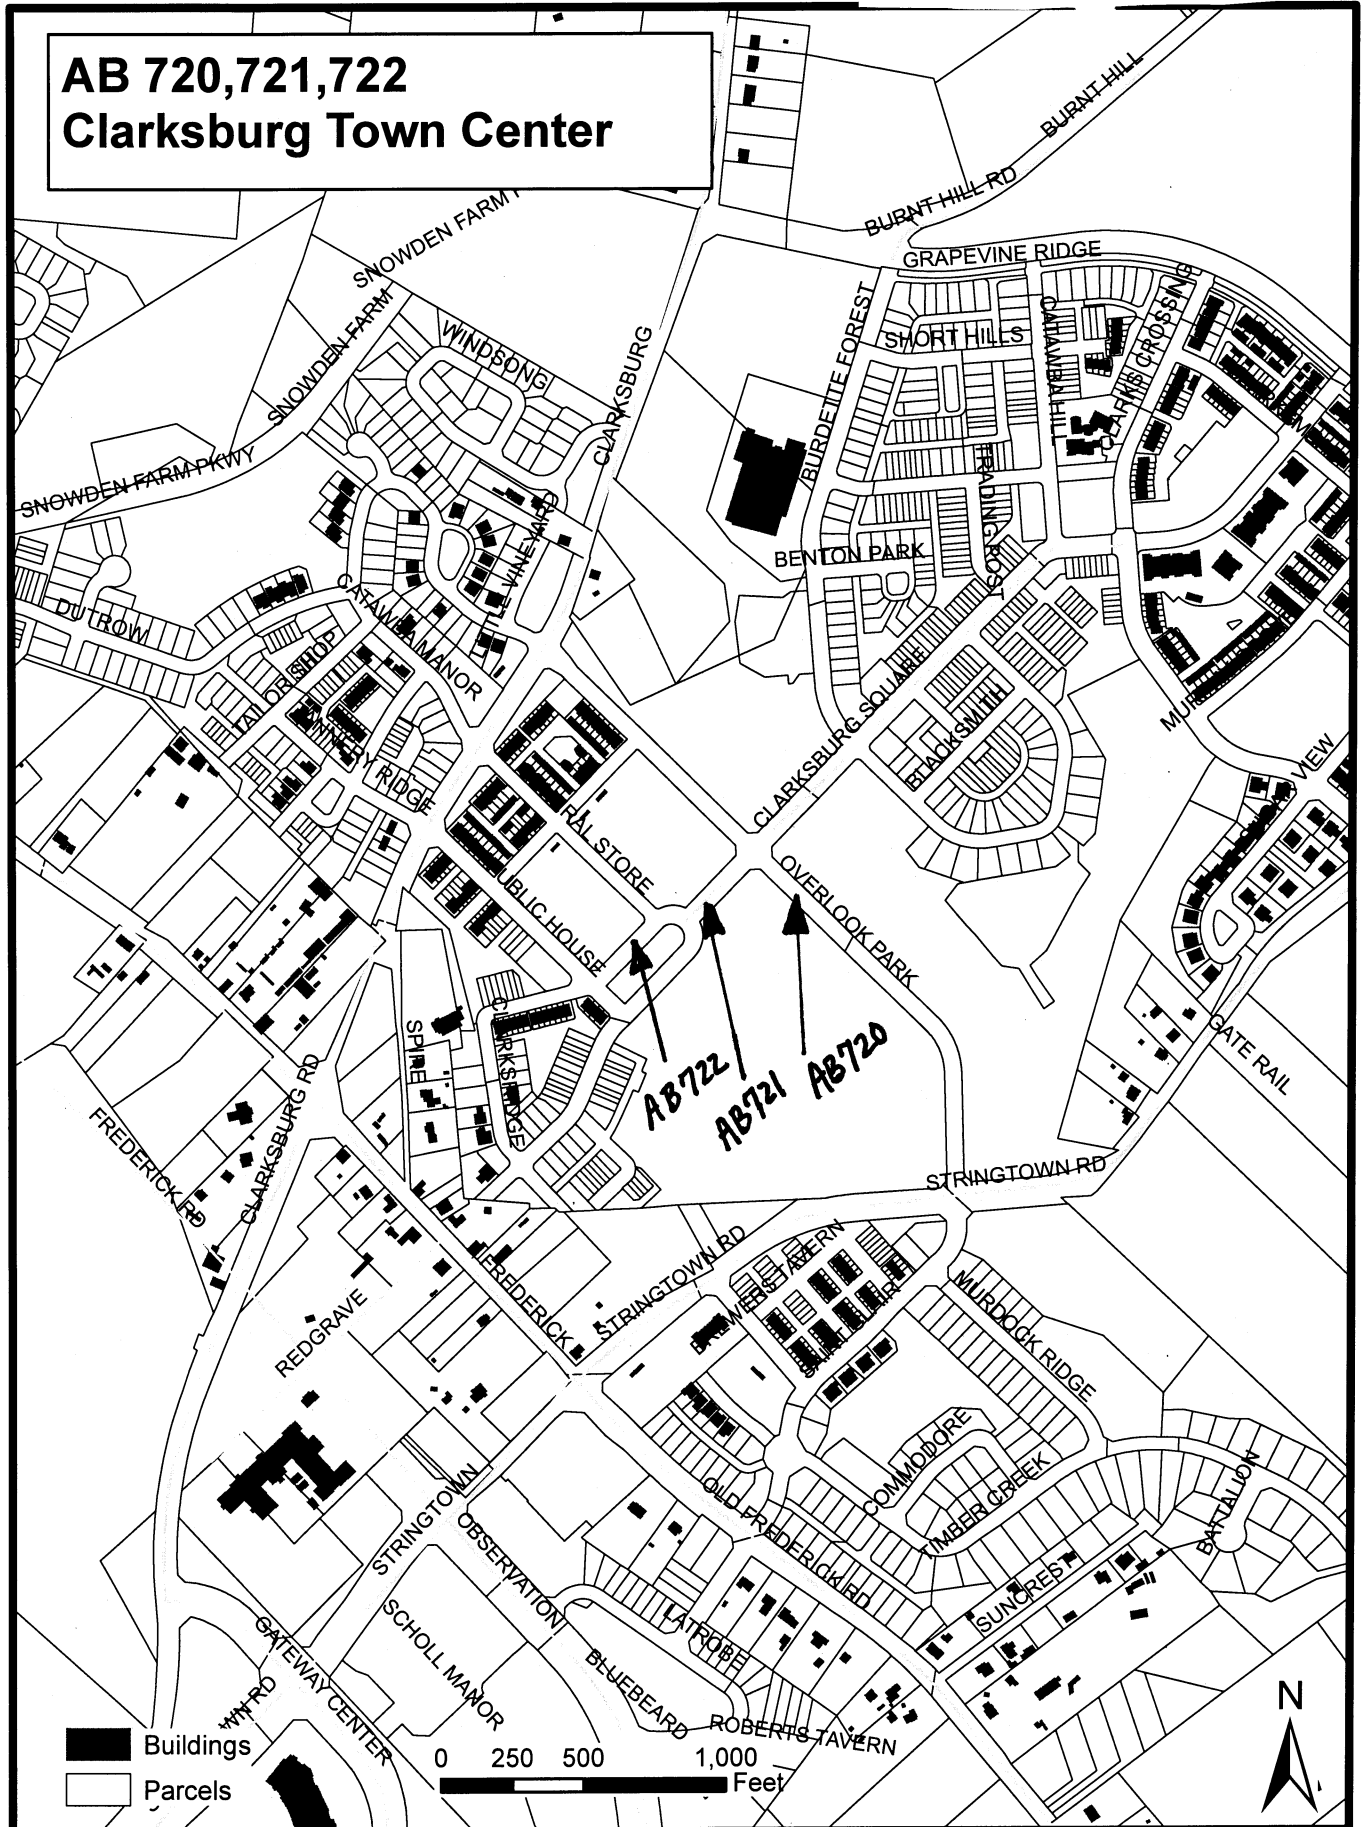 AB 720,721,722
Clarksburg Town Center
BURNT HILL
BURNT HILL RD
SNOWDEN FARM
GRAPEVINE RIDGE
SNOWDEN FARM
WINDSONG
CLARKSBURG
BURDETTE FOREST
SHORT HILLS
CATAWBA HILL
CLARKS CROSSING
SNOWDEN FARM PKWY
TRADING POST
VINEYARD
BENTON PARK
DUTROW
CATAWBA MANOR
TAILOR SHOP
TANNERY RIDGE
CLARKSBURG SQUARE
BLACKSMITH
MUR
VIEW
RAL STORE
BLIC HOUSE
OVERLOOK PARK
SPIRE
CLARKSRIDGE
AB722
AB721
AB720
GATE RAIL
FREDERICK RD
CLARKSBURG RD
STRINGTOWN RD
STRINGTOWN RD
FREDERICK
BREWERS TAVERN
MURDOCK RIDGE
REDGRAVE
COMMODORE
TIMBER CREEK
BATTALION
STRINGTOWN
OBSERVATION
OLD FREDERICK RD
SUNCREST
SCHOLL MANOR
LATROBE
BLUEBEARD
ROBERTS TAVERN
GATEWAY CENTER
WN RD
N
Buildings
Parcels
0 250 500 1,000
Feet